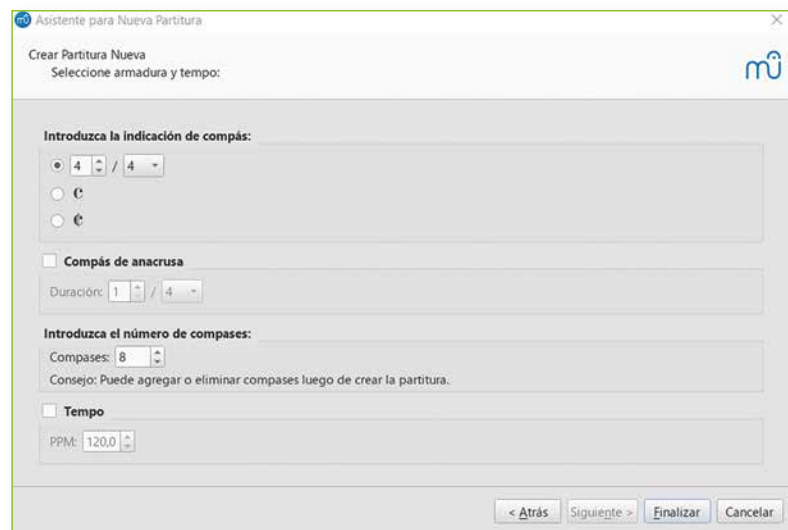 Asistente para Nueva Partitura
Crear Partitura Nueva
Seleccione armadura y tempo:
Introduzca la indicación de compás:
4 / 4
Compás de anacrusa
Duración: 1 / 4
Introduzca el número de compases:
Compases: 8
Consejo: Puede agregar o eliminar compases luego de crear la partitura.
Tempo
PPM: 120,0
< Atrás Siguiente > Finalizar Cancelar